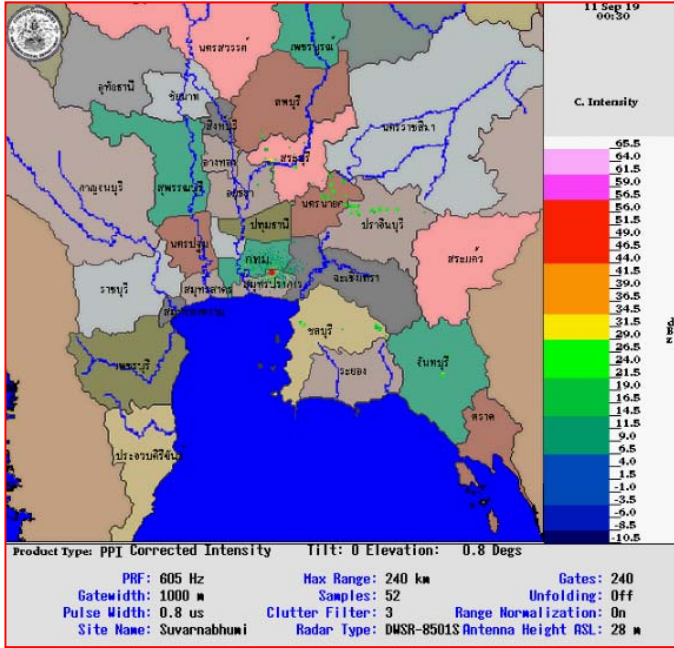 11 Sep 19
00:30
C. Intensity
นครสวรรค์
เพชรบูรณ์
อุทัยธานี
ชัยนาท
ลพบุรี
สิงห์บุรี
นครราชสีมา
อ่างทอง
สระบุรี
กาญจนบุรี
สุพรรณบุรี
อยุธยา
นครนายก
ปราจีนบุรี
ปทุมธานี
นครปฐม
กทม.
สระแก้ว
ฉะเชิงเทรา
ราชบุรี
สมุทรสาคร
สมุทรปราการ
สมุทรสงคราม
ชลบุรี
เพชรบุรี
ระยอง
จันทบุรี
ตราด
ประจวบคีรีขันธ์
65.5
64.0
61.5
59.0
56.5
56.0
51.5
49.0
46.5
44.0
41.5
39.0
36.5
34.5
31.5
29.0
26.5
24.0
21.5
19.0
16.5
14.5
11.5
9.0
6.5
4.0
1.5
-1.0
-3.5
-6.0
-8.5
-10.5
Product Type: PPI Corrected Intensity Tilt: 0 Elevation: 0.8 Degs
PRF: 605 Hz Max Range: 240 km Gates: 240
Gatewidth: 1000 m Samples: 52 Unfolding: Off
Pulse Width: 0.8 us Clutter Filter: 3 Range Normalization: On
Site Name: Suvarnabhumi Radar Type: DWSR-8501S Antenna Height ASL: 28 m